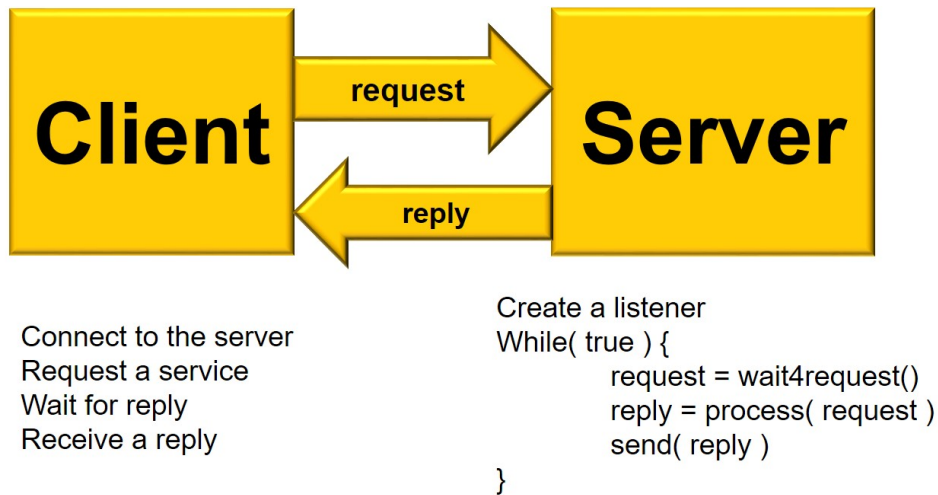 Client
request
Server
reply
Connect to the server
Request a service
Wait for reply
Receive a reply
Create a listener
While( true ) {
request = wait4request()
reply = process( request )
send( reply )
}